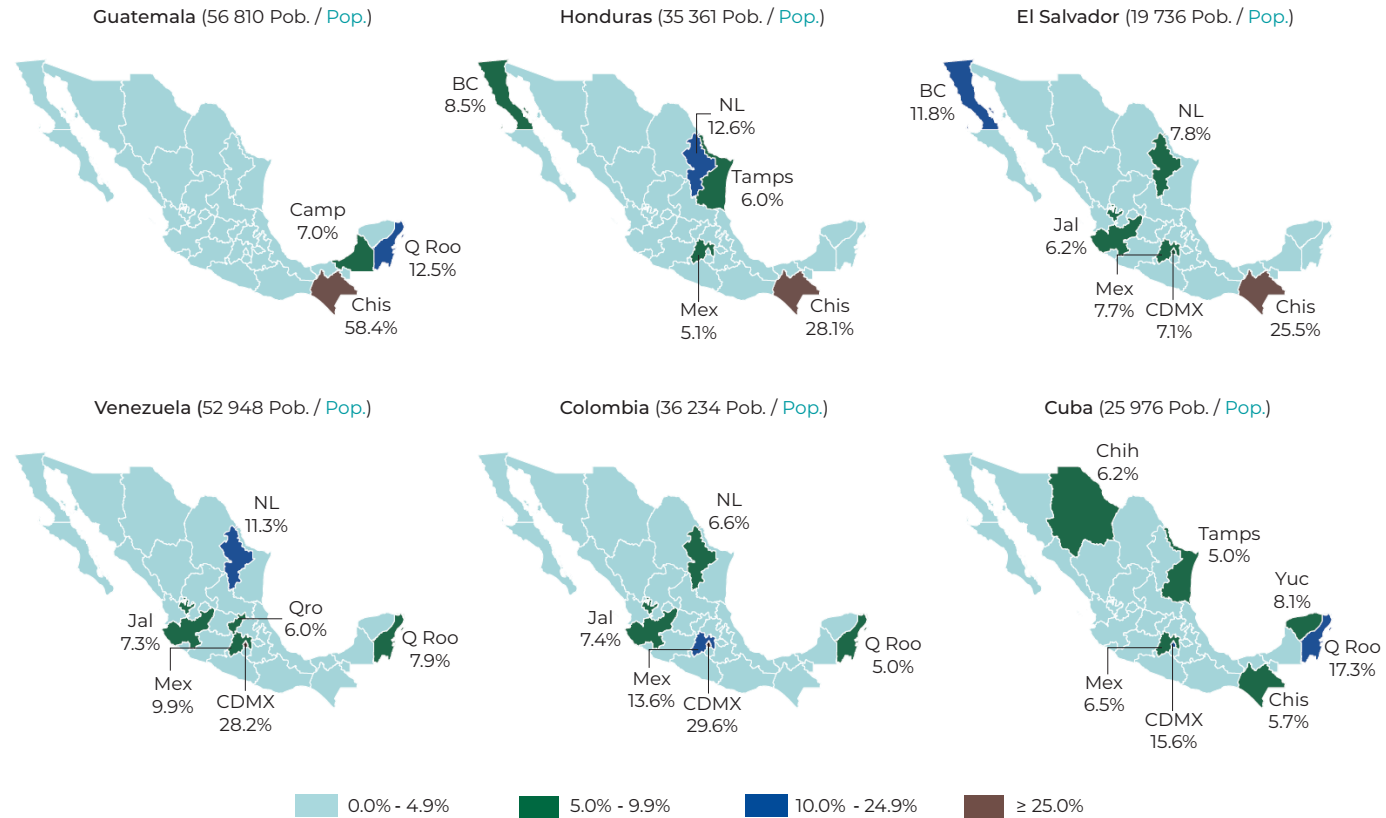 Guatemala (56 810 Pob. / Pop.)
Camp
7.0%
Q Roo
12.5%
Chis
58.4%
Honduras (35 361 Pob. / Pop.)
BC
8.5%
NL
12.6%
Tamps
6.0%
Mex
5.1%
Chis
28.1%
El Salvador (19 736 Pob. / Pop.)
BC
11.8%
NL
7.8%
Jal
6.2%
Mex
7.7%
CDMX
7.1%
Chis
25.5%
Venezuela (52 948 Pob. / Pop.)
NL
11.3%
Jal
7.3%
Qro
6.0%
Q Roo
7.9%
Mex
9.9%
CDMX
28.2%
Colombia (36 234 Pob. / Pop.)
NL
6.6%
Jal
7.4%
Q Roo
5.0%
Mex
13.6%
CDMX
29.6%
Cuba (25 976 Pob. / Pop.)
Chih
6.2%
Tamps
5.0%
Yuc
8.1%
Q Roo
17.3%
Mex
6.5%
Chis
5.7%
CDMX
15.6%
0.0% - 4.9%
5.0% - 9.9%
10.0% - 24.9%
≥ 25.0%